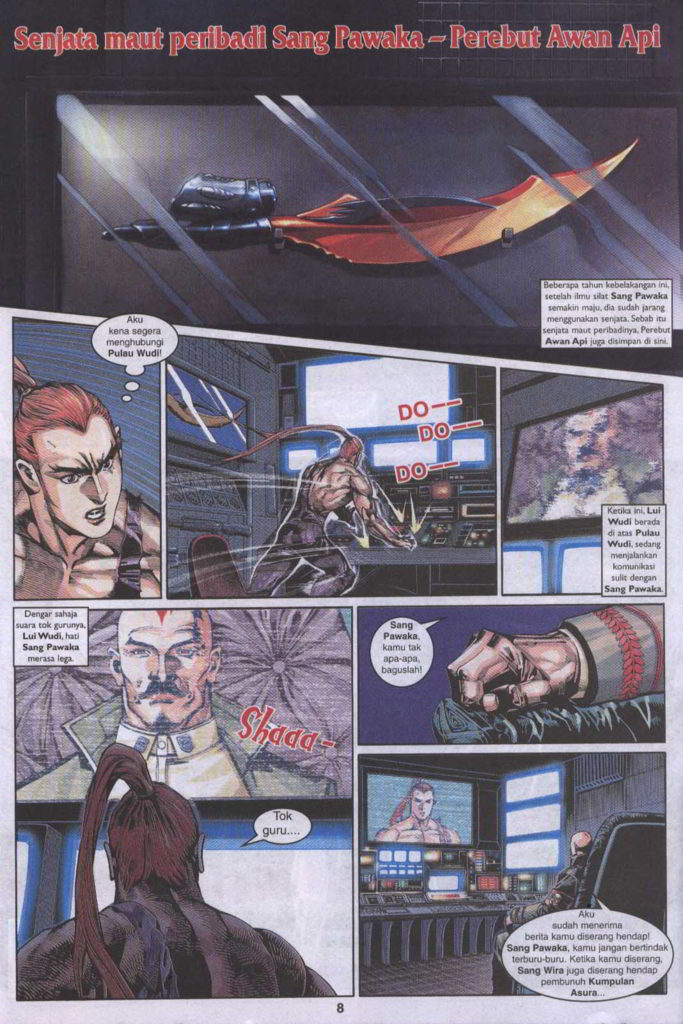 Senjata maut peribadi Sang Pawaka – Perebut Awan Api
Beberapa tahun kebelakangan ini,
setelah ilmu silat Sang Pawaka
semakin maju, dia sudah jarang
menggunakan senjata. Sebab itu
senjata maut peribadinya, Perebut
Awan Api juga disimpan di sini.
Aku
kena segera
menghubungi
Pulau Wudi!
DO——
DO——
DO——
Ketika ini, Lui
Wudi berada
di atas Pulau
Wudi, sedang
menjalankan
komunikasi
sulit dengan
Sang Pawaka.
Dengar sahaja
suara tok gurunya,
Lui Wudi, hati
Sang Pawaka
merasa lega.
Shaaa–
Tok
guru....
Sang
Pawaka,
kamu tak
apa-apa,
baguslah!
Aku
sudah menerima
berita kamu diserang hendap!
Sang Pawaka, kamu jangan bertindak
terburu-buru. Ketika kamu diserang,
Sang Wira juga diserang hendap
pembunuh Kumpulan
Asura...
8